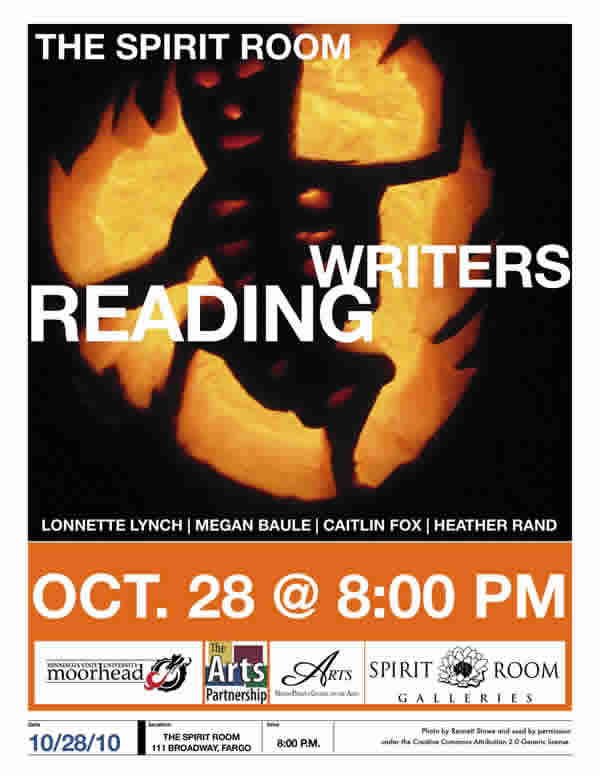 THE SPIRIT ROOM
WRITERS
READING
LONNETTE LYNCH | MEGAN BAULE | CAITLIN FOX | HEATHER RAND
OCT. 28 @ 8:00 PM
MINNESOTA STATE UNIVERSITY
moorhead
The
Arts
Partnership
ARTS
SPIRIT ROOM
GALLERIES
Date
10/28/10
Location
THE SPIRIT ROOM
111 BROADWAY, FARGO
Time
8:00 P.M.
Photo by Bennett Stowe and used by permission
under the Creative Commons Attribution 2.0 Generic license.